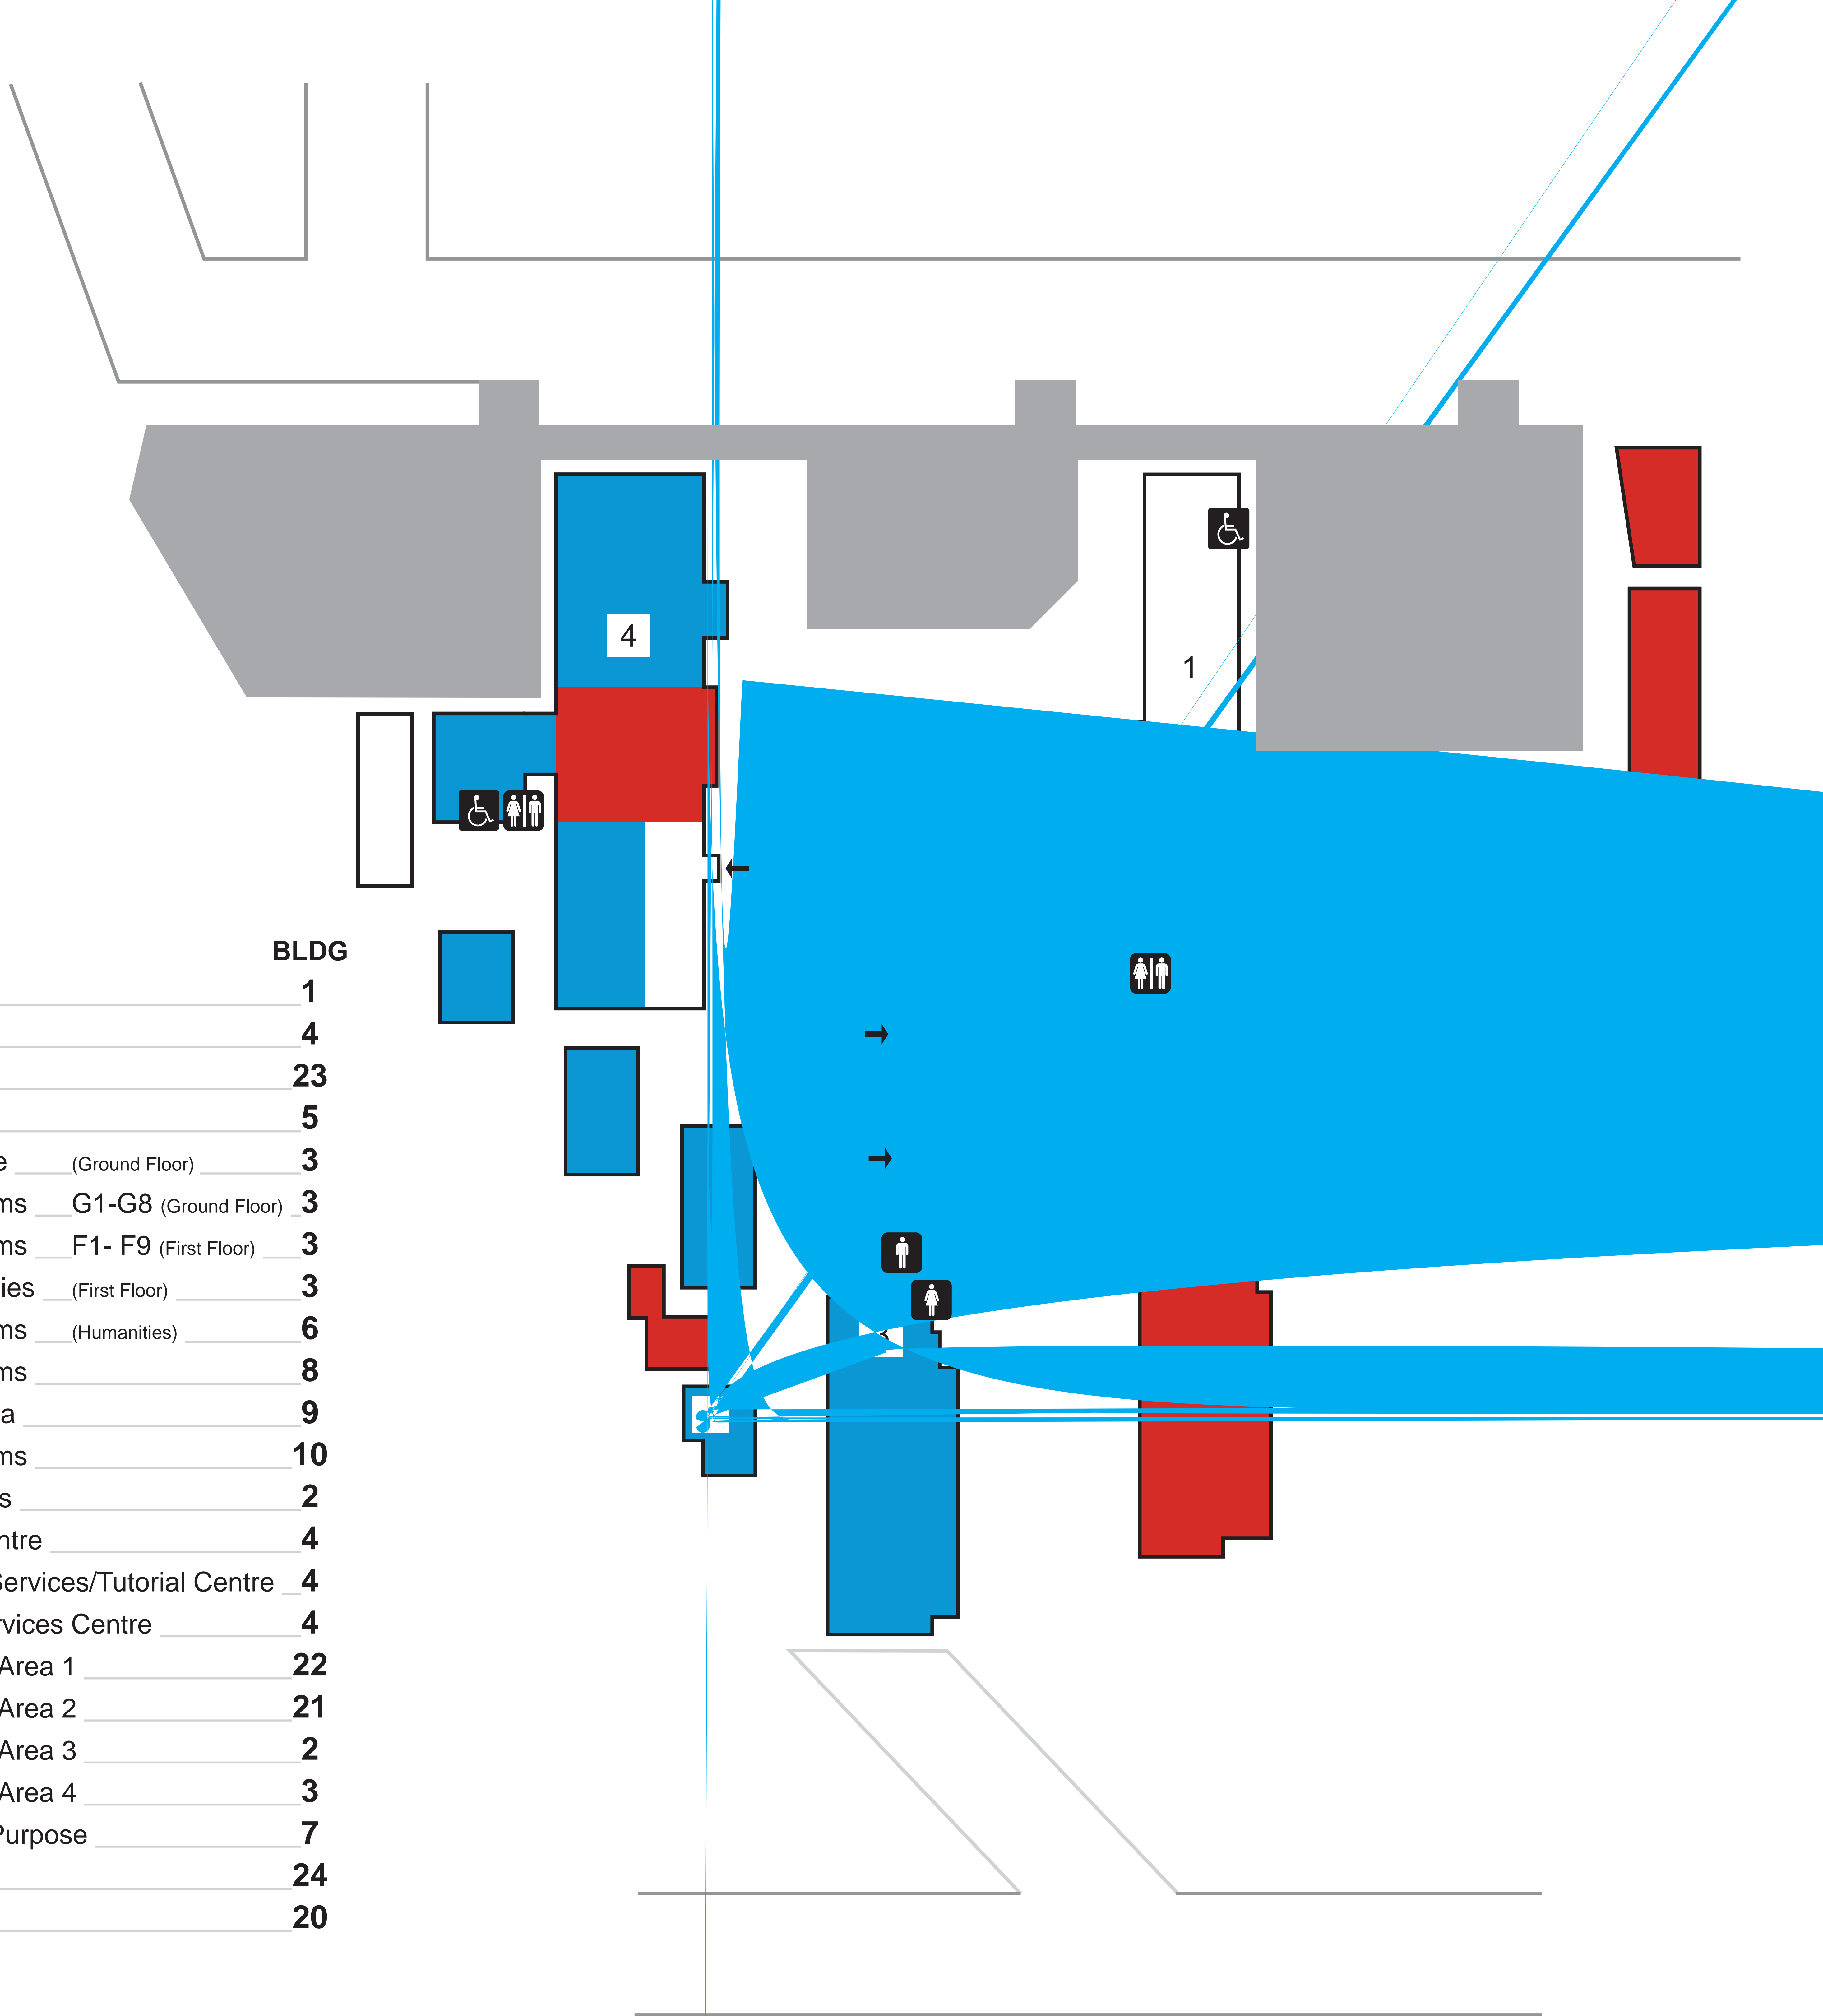 4
1
BLDG
1
4
23
5
e (Ground Floor) 3
ms G1-G8 (Ground Floor) 3
ms F1- F9 (First Floor) 3
ries (First Floor) 3
ms (Humanities) 6
ms 8
a 9
ms 10
s 2
ntre 4
Services/Tutorial Centre 4
rvices Centre 4
Area 1 22
Area 2 21
Area 3 2
Area 4 3
Purpose 7
24
20
3